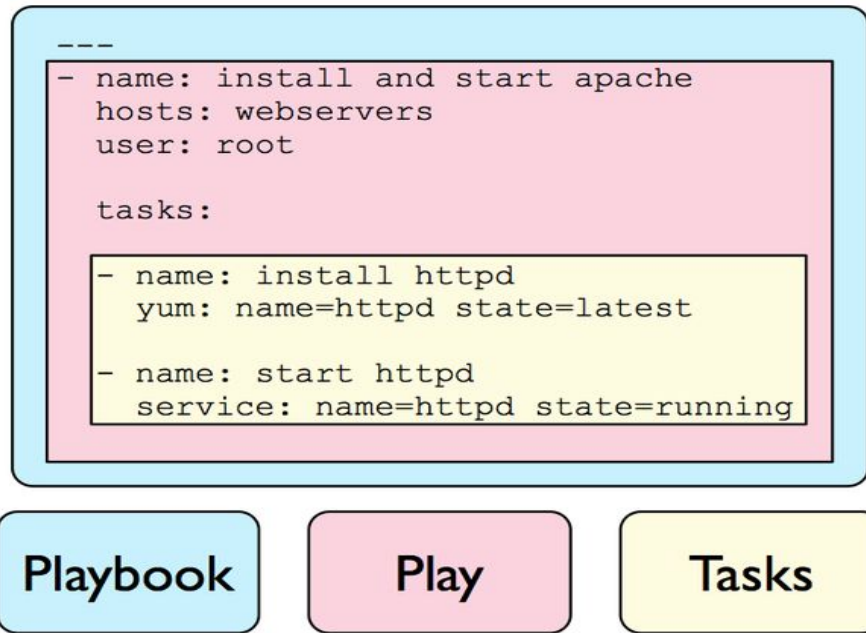 ---
- name: install and start apache
  hosts: webservers
  user: root
  tasks:
  - name: install httpd
    yum: name=httpd state=latest
  - name: start httpd
    service: name=httpd state=running
Playbook
Play
Tasks